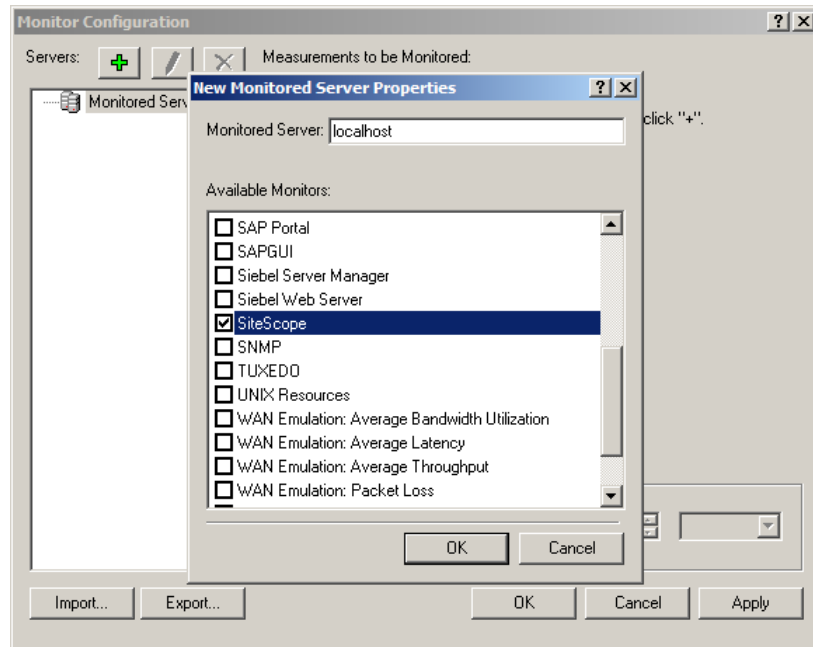 Monitor Configuration
Servers:
Measurements to be Monitored:
Monitored Serv
click "+".
New Monitored Server Properties
Monitored Server: localhost
Available Monitors:
SAP Portal
SAPGUI
Siebel Server Manager
Siebel Web Server
SiteScope
SNMP
TUXEDO
UNIX Resources
WAN Emulation: Average Bandwidth Utilization
WAN Emulation: Average Latency
WAN Emulation: Average Throughput
WAN Emulation: Packet Loss
OK Cancel
Import... Export... OK Cancel Apply